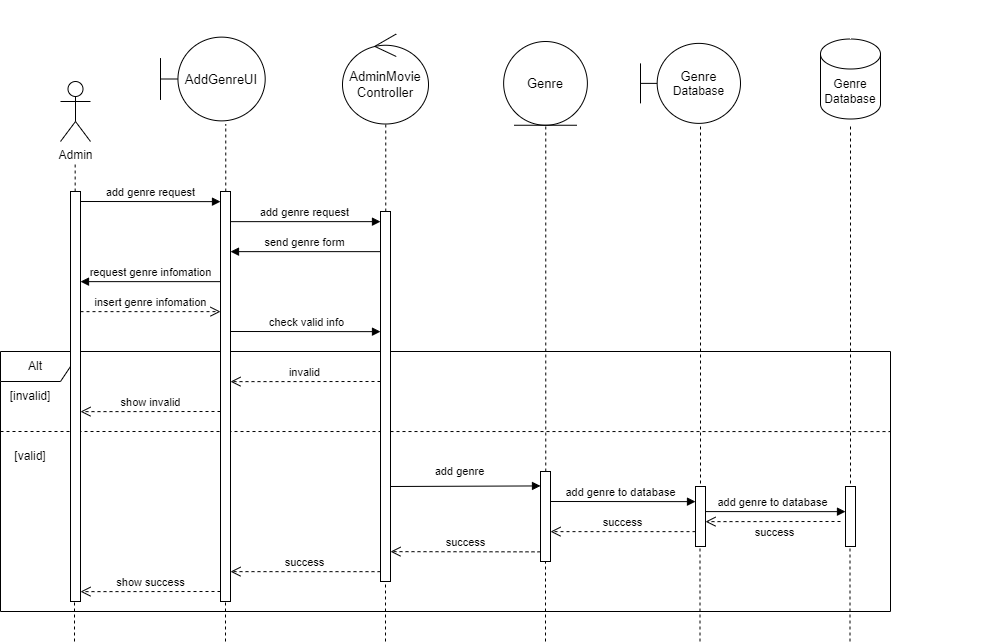 AddGenreUI
AdminMovie
Controller
Genre
Genre
Database
Genre
Database
Admin
add genre request
add genre request
send genre form
request genre infomation
insert genre infomation
check valid info
Alt
invalid
[invalid]
show invalid
[valid]
add genre
add genre to database
add genre to database
success
success
success
success
show success